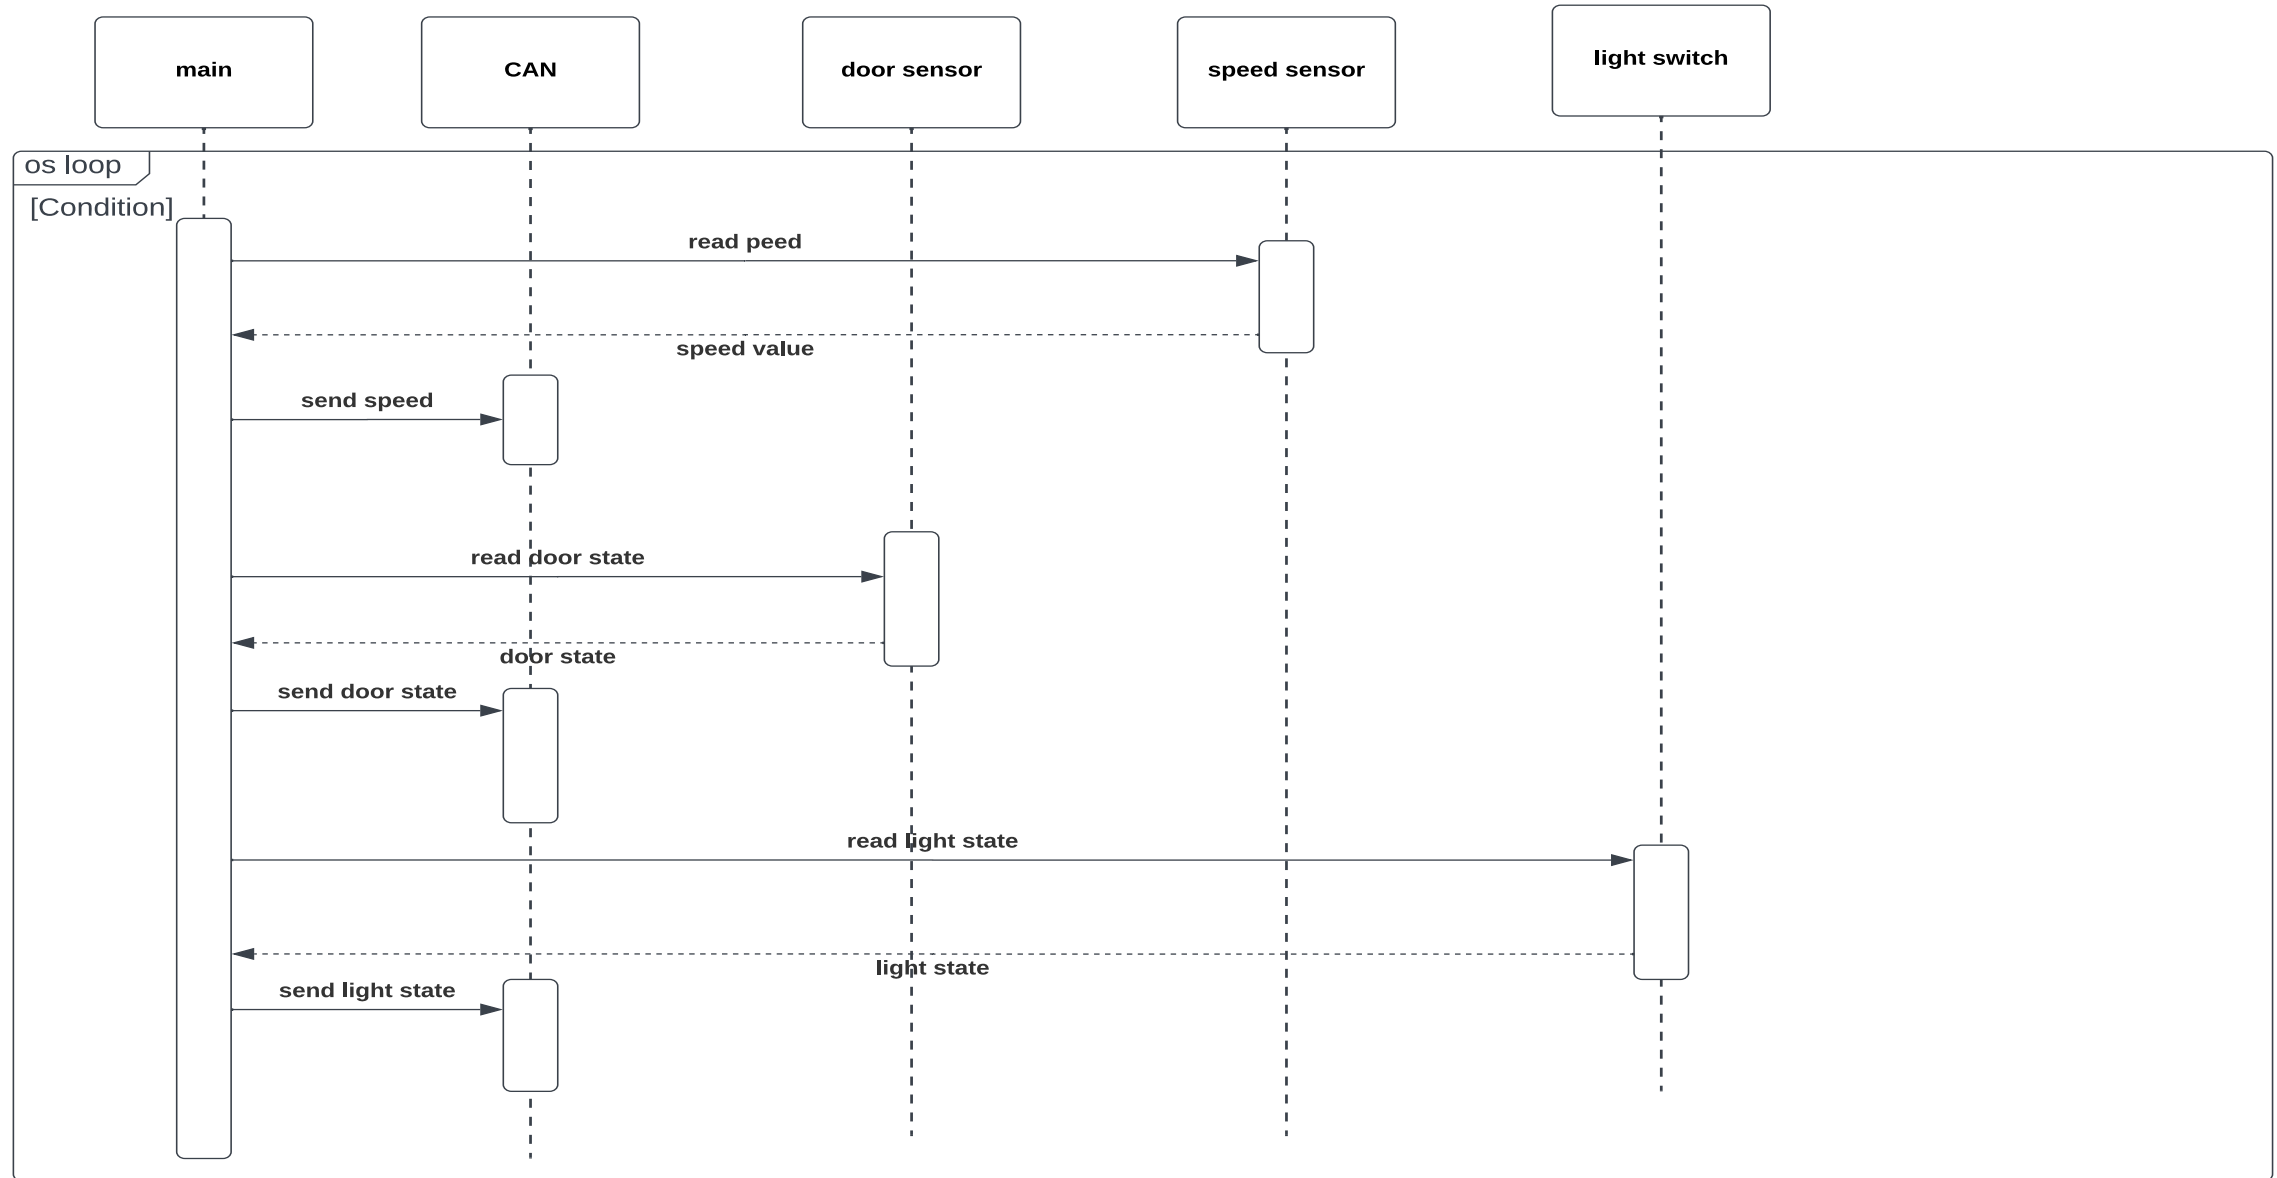 main
CAN
door sensor
speed sensor
light switch
os loop
[Condition]
read peed
speed value
send speed
read door state
door state
send door state
read light state
light state
send light state